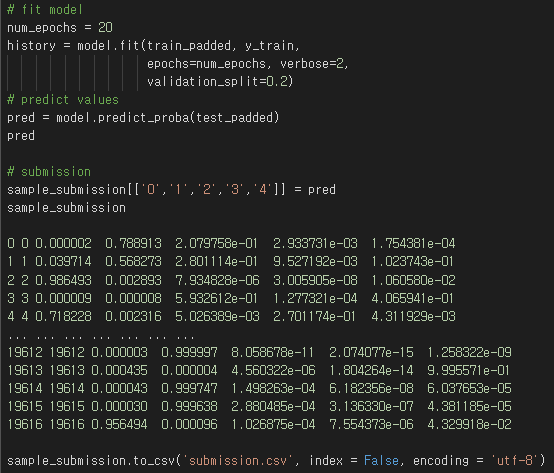 # fit model
num_epochs = 20
history = model.fit(train_padded, y_train,
epochs=num_epochs, verbose=2,
validation_split=0.2)
# predict values
pred = model.predict_proba(test_padded)
pred
# submission
sample_submission[['0','1','2','3','4']] = pred
sample_submission
0 0 0.000002 0.788913 2.079758e-01 2.933731e-03 1.754381e-04
1 1 0.039714 0.568273 2.801114e-01 9.527192e-03 1.023743e-01
2 2 0.986493 0.002893 7.934828e-06 3.005905e-08 1.060580e-02
3 3 0.000009 0.000008 5.932612e-01 1.277321e-04 4.065941e-01
4 4 0.718228 0.002316 5.026389e-03 2.701174e-01 4.311929e-03
... ... ... ... ... ... ...
19612 19612 0.000003 0.999997 8.058678e-11 2.074077e-15 1.258322e-09
19613 19613 0.000435 0.000004 4.560322e-06 1.804264e-14 9.995571e-01
19614 19614 0.000043 0.999747 1.498263e-04 6.182356e-08 6.037653e-05
19615 19615 0.000030 0.999638 2.880485e-04 3.136330e-07 4.381185e-05
19616 19616 0.956494 0.000096 1.026875e-04 7.554373e-06 4.329918e-02
sample_submission.to_csv('submission.csv', index = False, encoding = 'utf-8')